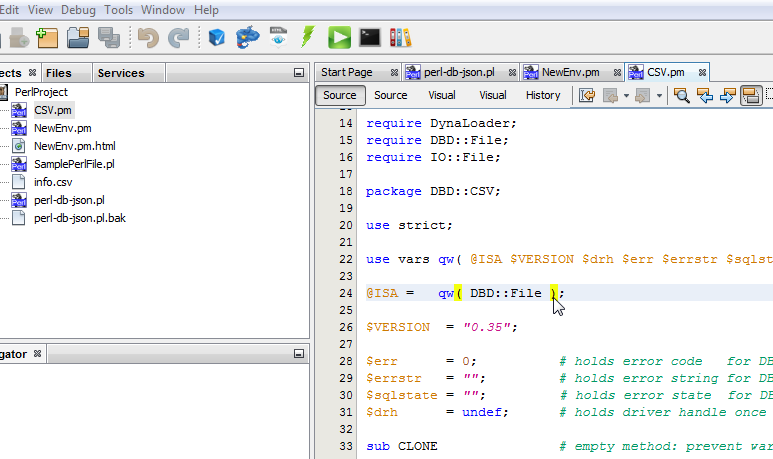 Edit View Debug Tools Window Help
Files Services
PerlProject
CSV.pm
NewEnv.pm
NewEnv.pm.html
SamplePerlFile.pl
info.csv
perl-db-json.pl
perl-db-json.pl.bak
Start Page perl-db-json.pl NewEnv.pm CSV.pm
Source Source Visual Visual History
14 require DynaLoader;
15 require DBD::File;
16 require IO::File;
17
18 package DBD::CSV;
19
20 use strict;
21
22 use vars qw( @ISA $VERSION $drh $err $errstr $sqlst
23
24 @ISA = qw( DBD::File );
25
26 $VERSION = "0.35";
27
28 $err = 0; # holds error code for DB
29 $errstr = ""; # holds error string for DB
30 $sqlstate = ""; # holds error state for DB
31 $drh = undef; # holds driver handle once
32
33 sub CLONE # empty method: prevent war